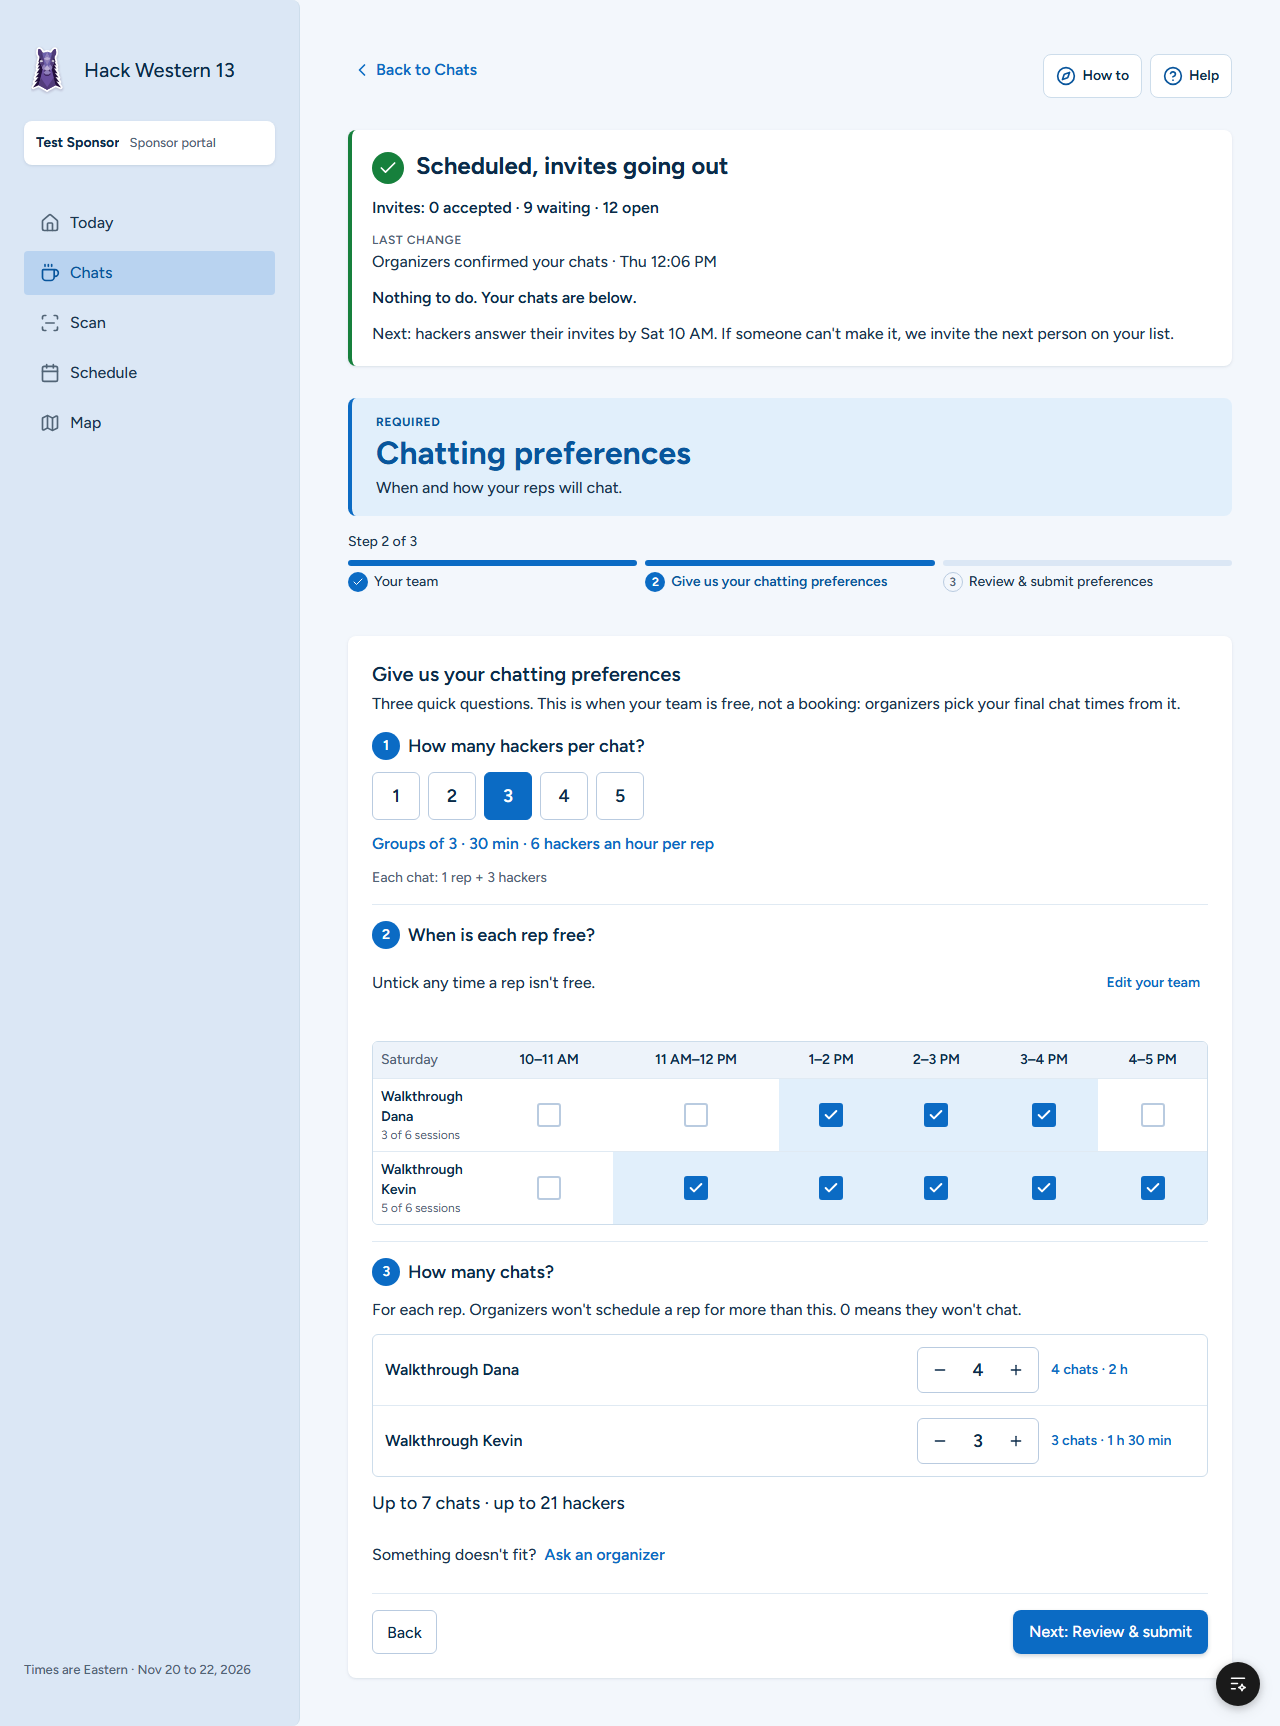 Hack Western 13
Test Sponsor Sponsor portal
Today
Chats
Scan
Schedule
Map
Times are Eastern · Nov 20 to 22, 2026
Back to Chats
How to
Help
Scheduled, invites going out
Invites: 0 accepted · 9 waiting · 12 open
LAST CHANGE
Organizers confirmed your chats · Thu 12:06 PM
Nothing to do. Your chats are below.
Next: hackers answer their invites by Sat 10 AM. If someone can't make it, we invite the next person on your list.
REQUIRED
Chatting preferences
When and how your reps will chat.
Step 2 of 3
Your team
2 Give us your chatting preferences
3 Review & submit preferences
Give us your chatting preferences
Three quick questions. This is when your team is free, not a booking: organizers pick your final chat times from it.
1 How many hackers per chat?
1 2 3 4 5
Groups of 3 · 30 min · 6 hackers an hour per rep
Each chat: 1 rep + 3 hackers
2 When is each rep free?
Untick any time a rep isn't free.
Edit your team
Saturday 10–11 AM 11 AM–12 PM 1–2 PM 2–3 PM 3–4 PM 4–5 PM
Walkthrough
Dana
3 of 6 sessions
Walkthrough
Kevin
5 of 6 sessions
3 How many chats?
For each rep. Organizers won't schedule a rep for more than this. 0 means they won't chat.
Walkthrough Dana − 4 + 4 chats · 2 h
Walkthrough Kevin − 3 + 3 chats · 1 h 30 min
Up to 7 chats · up to 21 hackers
Something doesn't fit? Ask an organizer
Back
Next: Review & submit